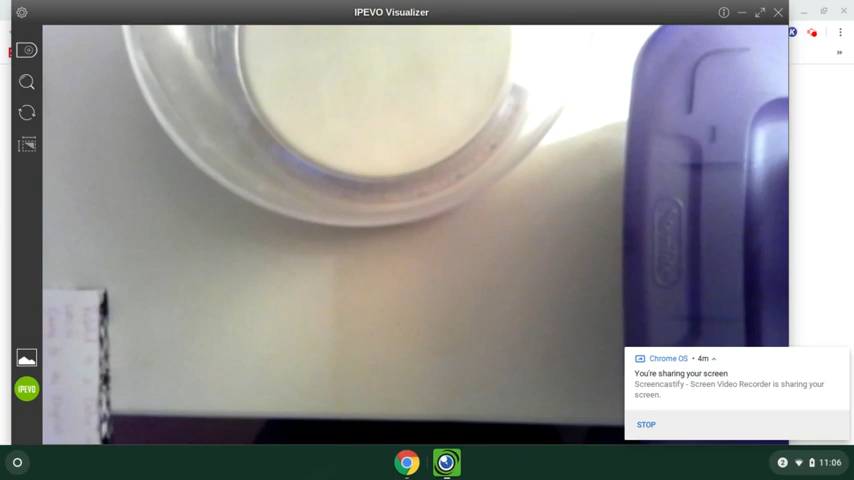 IPEVO Visualizer
Chrome OS • 4m
You're sharing your screen
Screencastify - Screen Video Recorder is sharing your
screen.
STOP
IPEVO
2
11:06